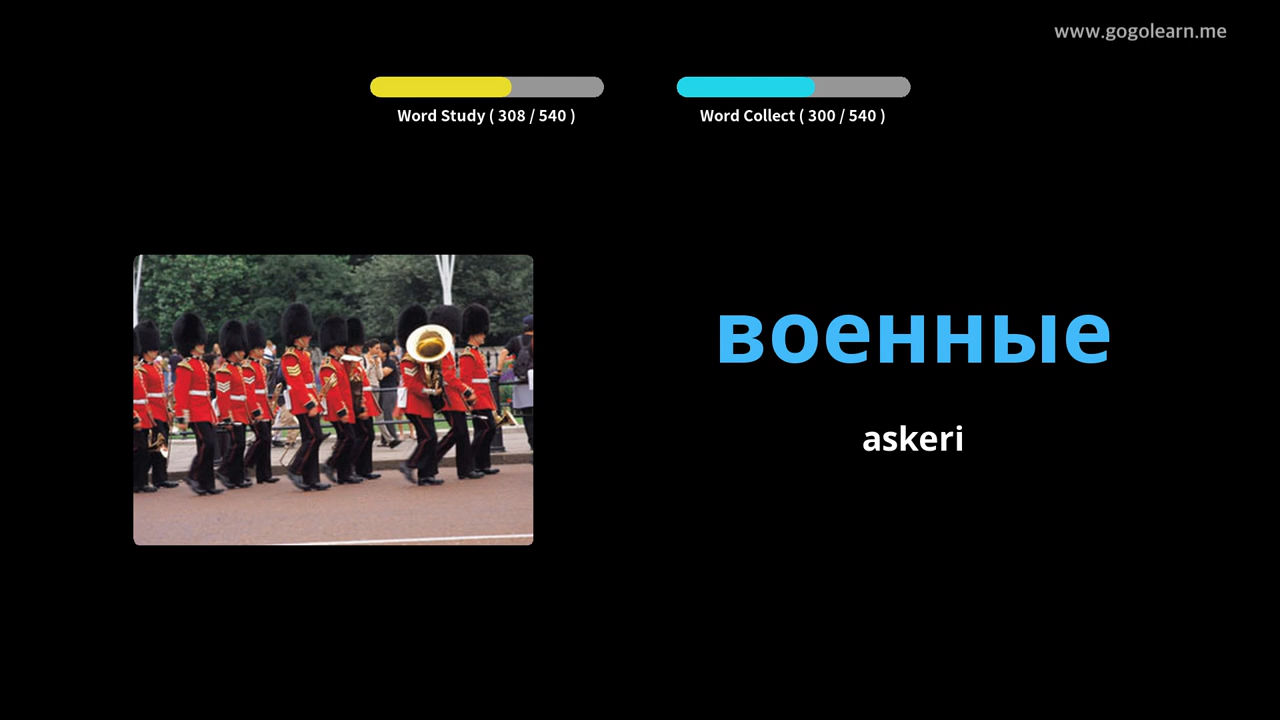 www.gogolearn.me
Word Study ( 308 / 540 )
Word Collect ( 300 / 540 )
военные
askeri